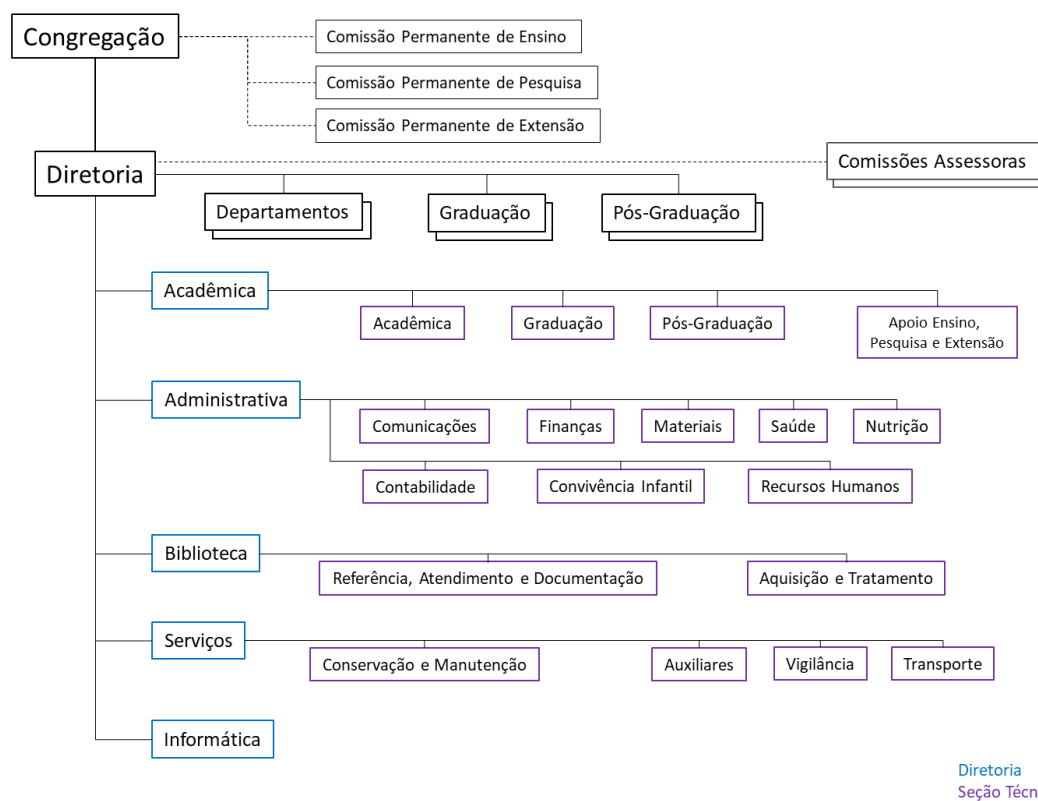 Congregação
Comissão Permanente de Ensino
Comissão Permanente de Pesquisa
Comissão Permanente de Extensão
Diretoria
Comissões Assessoras
Departamentos
Graduação
Pós-Graduação
Acadêmica
Acadêmica
Graduação
Pós-Graduação
Apoio Ensino,
Pesquisa e Extensão
Administrativa
Comunicações
Finanças
Materiais
Saúde
Nutrição
Contabilidade
Convivência Infantil
Recursos Humanos
Biblioteca
Referência, Atendimento e Documentação
Aquisição e Tratamento
Serviços
Conservação e Manutenção
Auxiliares
Vigilância
Transporte
Informática
Diretoria
Seção Técn